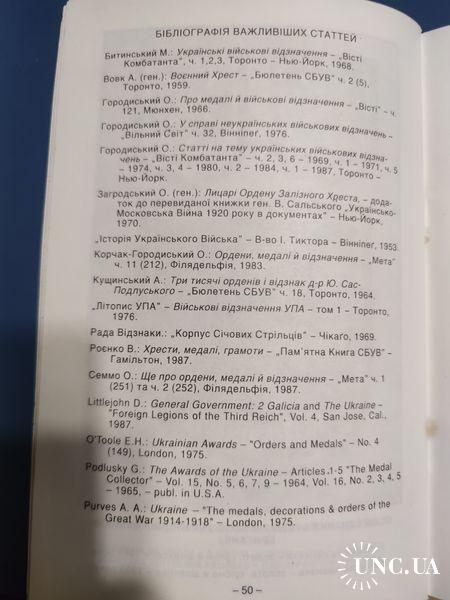 БІБЛІОГРАФІЯ ВАЖЛИВІШИХ СТАТТЕЙ
Битинський М.: Українські військові відзначення – „Вісті
Комбатанта", ч. 1,2,3, Торонто – Нью-Йорк, 1968.
Вовк А. (ген.): Воєнний Хрест – „Бюлетень СБУВ" ч. 2 (5),
Торонто, 1959.
Городиський О.: Про медалі й військові відзначення – „Вісті" – ч.
121, Мюнхен, 1966.
Городиський О.: У справі неукраїнських військових відзначень –
„Вільний Світ" ч. 32, Вінніпеґ, 1976.
Городиський О.: Статті на тему українських військових відзна-
чень – „Вісті Комбатанта" – ч. 2, 3, 6 – 1969, ч. 1 – 1971, ч. 5
– 1974, ч. 3, 4 – 1980, ч. 2 – 1984, ч. 1 – 1987, Торонто –
Нью-Йорк.
Загродський О. (ген.): Лицарі Ордену Залізного Хреста, – дода-
ток до перевиданої книжки ген. В. Сальського „Українсько-
Московська Війна 1920 року в документах" – Нью-Йорк,
1970.
„Історія Українського Війська" – В-во І. Тиктора – Вінніпеґ, 1953.
Корчак-Городиський О.: Ордени, медалі й відзначення – „Мета"
ч. 11 (212), Філядельфія, 1983.
Кущинський А.: Три тисячі орденів і відзнак д-ра Ю. Сас-
Подлуського – „Бюлетень СБУВ" ч. 18, Торонто, 1964.
„Літопис УПА" – Військові відзначення УПА – том 1 – Торонто,
1976.
Рада Відзнаки.: „Корпус Січових Стрільців" – Чікаґо, 1969.
Роєнко В.: Хрести, медалі, грамоти – „Пам'ятна Книга СБУВ" –
Гамільтон, 1987.
Семмо О.: Ще про ордени, медалі й відзначення – „Мета" ч. 1
(251) та ч. 2 (252), Філядельфія, 1987.
Littlejohn D.: General Government: 2 Galicia and The Ukraine –
"Foreign Legions of the Third Reich", Vol. 4, San Jose, Cal.,
1987.
O'Toole E.H.: Ukrainian Awards – "Orders and Medals" – No. 4
(149), London, 1975.
Podlusky G.: The Awards of the Ukraine – Articles 1-5 "The Medal
Collector" – Vol. 15, No. 5, 6, 7, 9 – 1964, Vol. 16, No. 2, 3, 4, 5
– 1965, – publ. in U.S.A.
Purves A. A.: Ukraine – "The medals, decorations & orders of the
Great War 1914-1918" – London, 1975.
– 50 –
UNC.UA